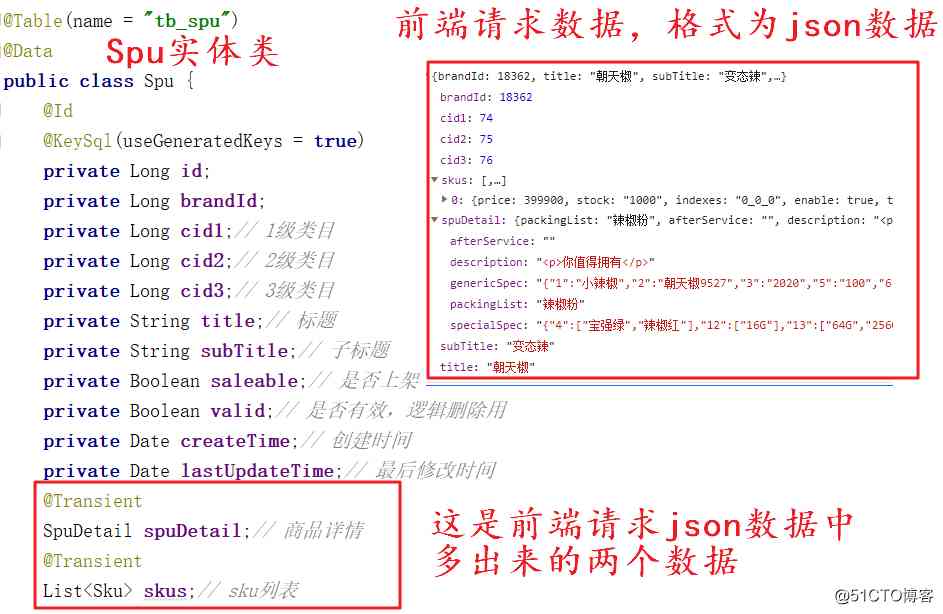 @Table(name = "tb_spu")
@Data
Spu实体类
public class Spu {
@Id
@KeySql(useGeneratedKeys = true)
private Long id;
private Long brandId;
private Long cid1;// 1级类目
private Long cid2;// 2级类目
private Long cid3;// 3级类目
private String title;// 标题
private String subTitle;// 子标题
private Boolean saleable;// 是否上架
private Boolean valid;// 是否有效，逻辑删除用
private Date createTime;// 创建时间
private Date lastUpdateTime;// 最后修改时间
@Transient
SpuDetail spuDetail;// 商品详情
@Transient
List<Sku> skus;// sku列表
前端请求数据，格式为json数据
{brandId: 18362, title: "朝天椒", subTitle: "变态辣",…}
brandId: 18362
cid1: 74
cid2: 75
cid3: 76
skus: [,…]
0: {price: 399900, stock: "1000", indexes: "0_0_0", enable: true, t
spuDetail: {packingList: "辣椒粉", afterService: "", description: "<p
afterService: ""
description: "<p>你值得拥有</p>"
genericSpec: "{"1":"小辣椒","2":"朝天椒9527","3":"2020","5":"100","6
packingList: "辣椒粉"
specialSpec: "{"4":["宝强绿","辣椒红"],"12":["16G"],"13":["64G","256
subTitle: "变态辣"
title: "朝天椒"
这是前端请求json数据中
多出来的两个数据
@51CTO博客